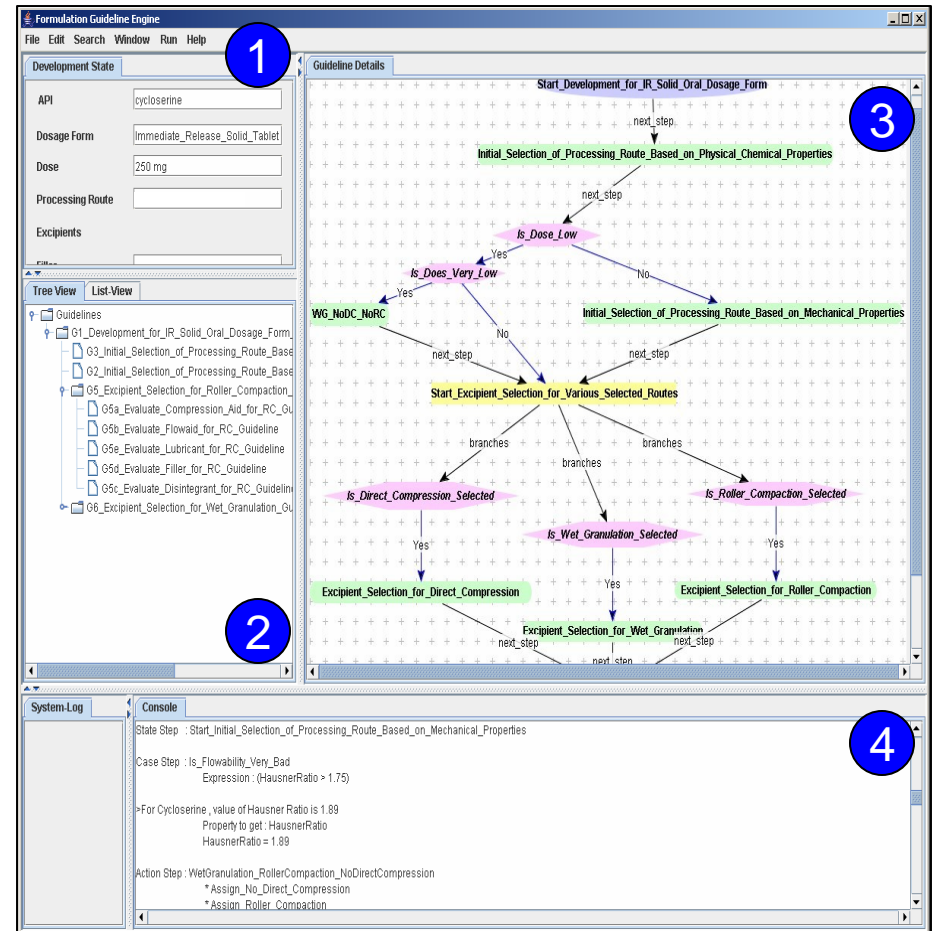 Formulation Guideline Engine
File Edit Search Window Run Help
1
Development State
API
cycloserine
Dosage Form
Immediate_Release_Solid_Tablet
Dose
250 mg
Processing Route
Excipients
Filler
Tree View List-View
Guidelines
G1_Development_for_IR_Solid_Oral_Dosage_Form_
G3_Initial_Selection_of_Processing_Route_Base
G2_Initial_Selection_of_Processing_Route_Base
G5_Excipient_Selection_for_Roller_Compaction_
G5a_Evaluate_Compression_Aid_for_RC_Gu
G5b_Evaluate_Flowaid_for_RC_Guideline
G5e_Evaluate_Lubricant_for_RC_Guideline
G5d_Evaluate_Filler_for_RC_Guideline
G5c_Evaluate_Disintegrant_for_RC_Guidelin
G6_Excipient_Selection_for_Wet_Granulation_Gu
2
Guideline Details
3
Start_Development_for_IR_Solid_Oral_Dosage_Form
next_step
Initial_Selection_of_Processing_Route_Based_on_Physical_Chemical_Properties
next_step
Is_Dose_Low
Yes
No
Is_Does_Very_Low
Yes
No
WG_NoDC_NoRC
Initial_Selection_of_Processing_Route_Based_on_Mechanical_Properties
next_step
next_step
Start_Excipient_Selection_for_Various_Selected_Routes
branches
branches
branches
Is_Direct_Compression_Selected
Is_Roller_Compaction_Selected
Is_Wet_Granulation_Selected
Yes
Yes
Yes
Excipient_Selection_for_Direct_Compression
Excipient_Selection_for_Roller_Compaction
Excipient_Selection_for_Wet_Granulation
next_step
next_step
next_step
System-Log
Console
4
State Step : Start_Initial_Selection_of_Processing_Route_Based_on_Mechanical_Properties
Case Step : Is_Flowability_Very_Bad
Expression : (HausnerRatio > 1.75)
>For Cycloserine , value of Hausner Ratio is 1.89
Property to get : HausnerRatio
HausnerRatio = 1.89
Action Step : WetGranulation_RollerCompaction_NoDirectCompression
* Assign_No_Direct_Compression
* Assign_Roller_Compaction